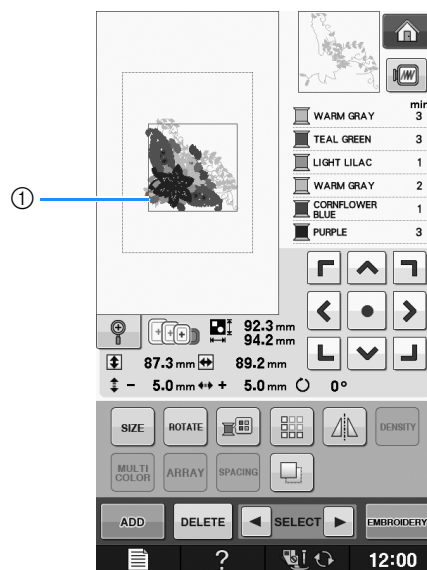 min
WARM GRAY 3
TEAL GREEN 3
LIGHT LILAC 1
WARM GRAY 2
CORNFLOWER
BLUE 1
PURPLE 3
①
92.3 mm
94.2 mm
87.3 mm 89.2 mm
− 5.0 mm + 5.0 mm 0°
SIZE ROTATE DENSITY
MULTI
COLOR ARRAY SPACING
ADD DELETE SELECT EMBROIDERY
? 12:00